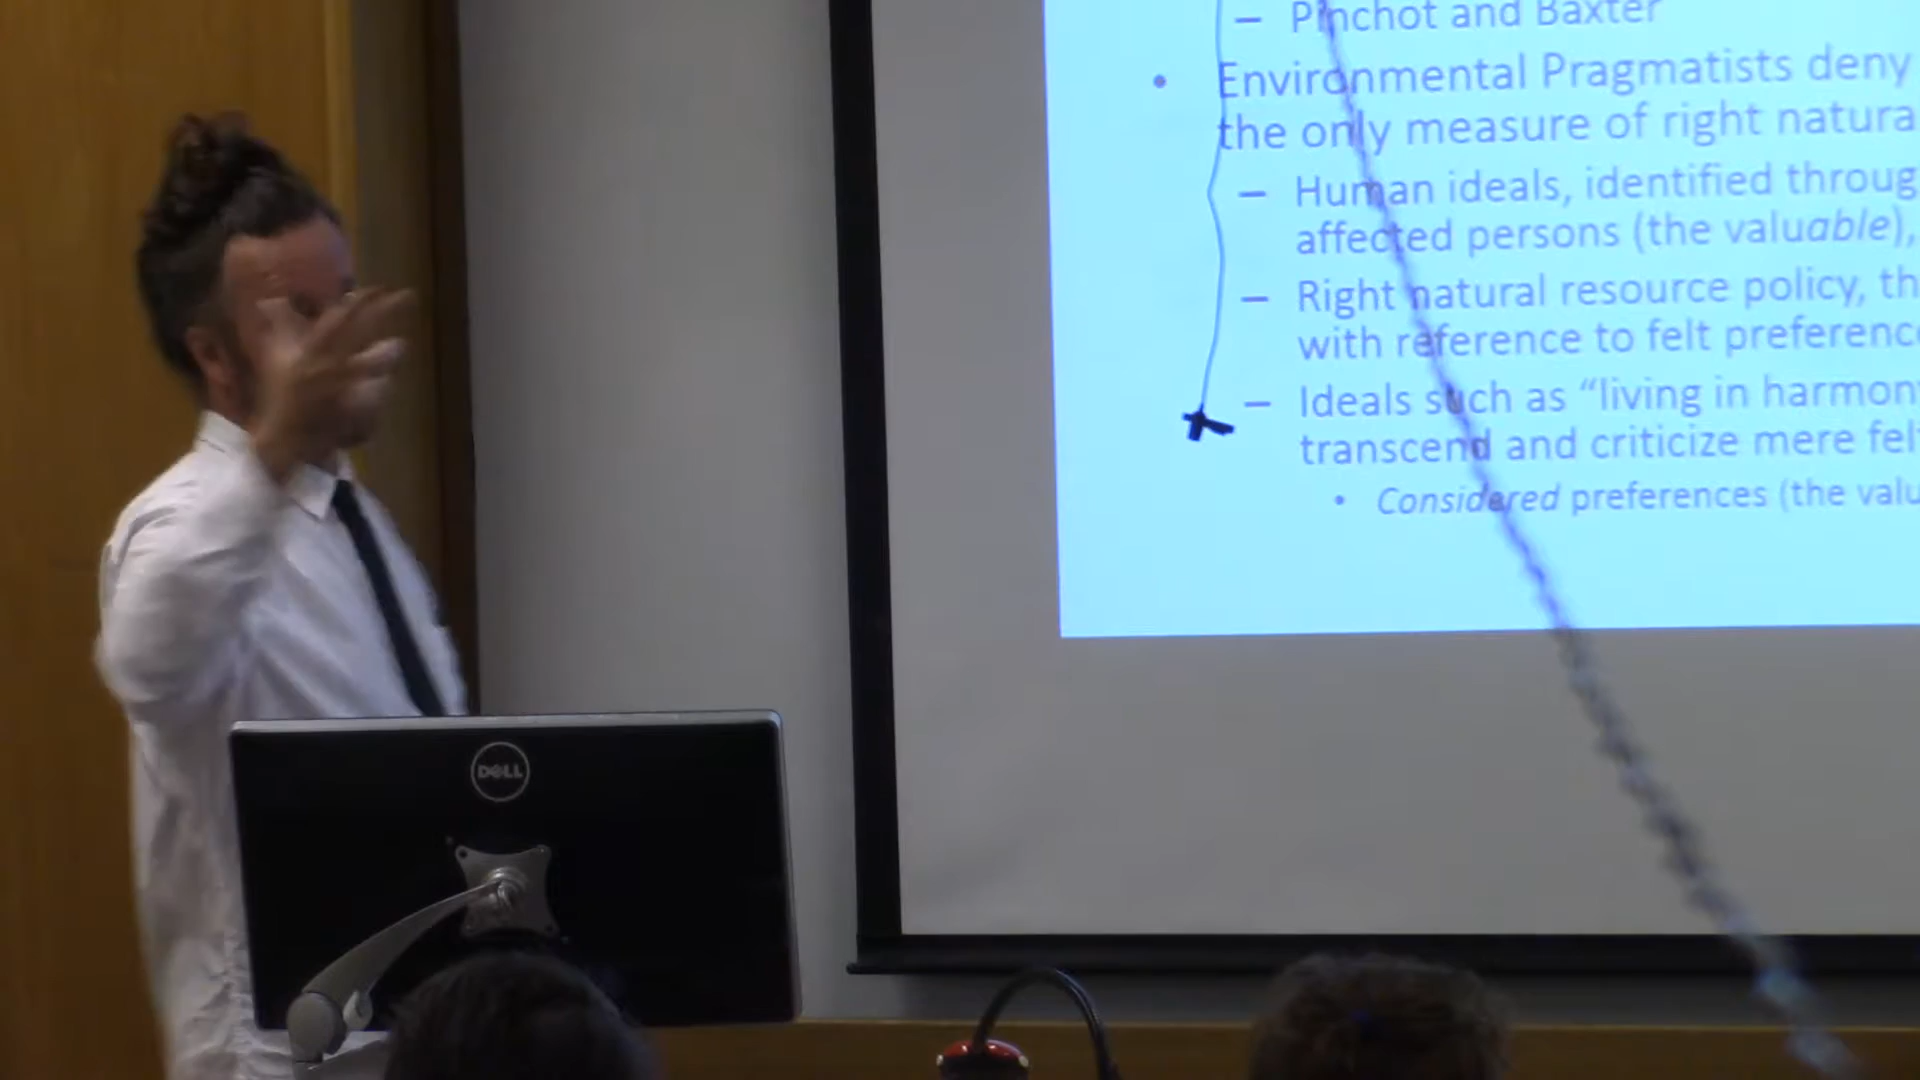 – Pinchot and Baxter
• Environmental Pragmatists deny
the only measure of right natura
– Human ideals, identified throug
affected persons (the valuable),
– Right natural resource policy, th
with reference to felt preferenc
– Ideals such as “living in harmon
transcend and criticize mere fel
• Considered preferences (the valu
DELL